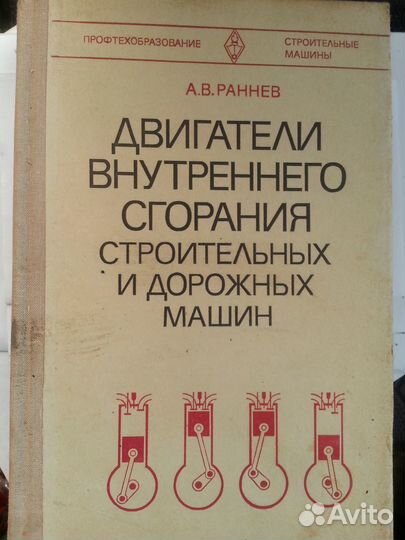 ПРОФТЕХОБРАЗОВАНИЕ
СТРОИТЕЛЬНЫЕ
МАШИНЫ
А.В.РАННЕВ
ДВИГАТЕЛИ
ВНУТРЕННЕГО
СГОРАНИЯ
СТРОИТЕЛЬНЫХ
И ДОРОЖНЫХ
МАШИН
Avito